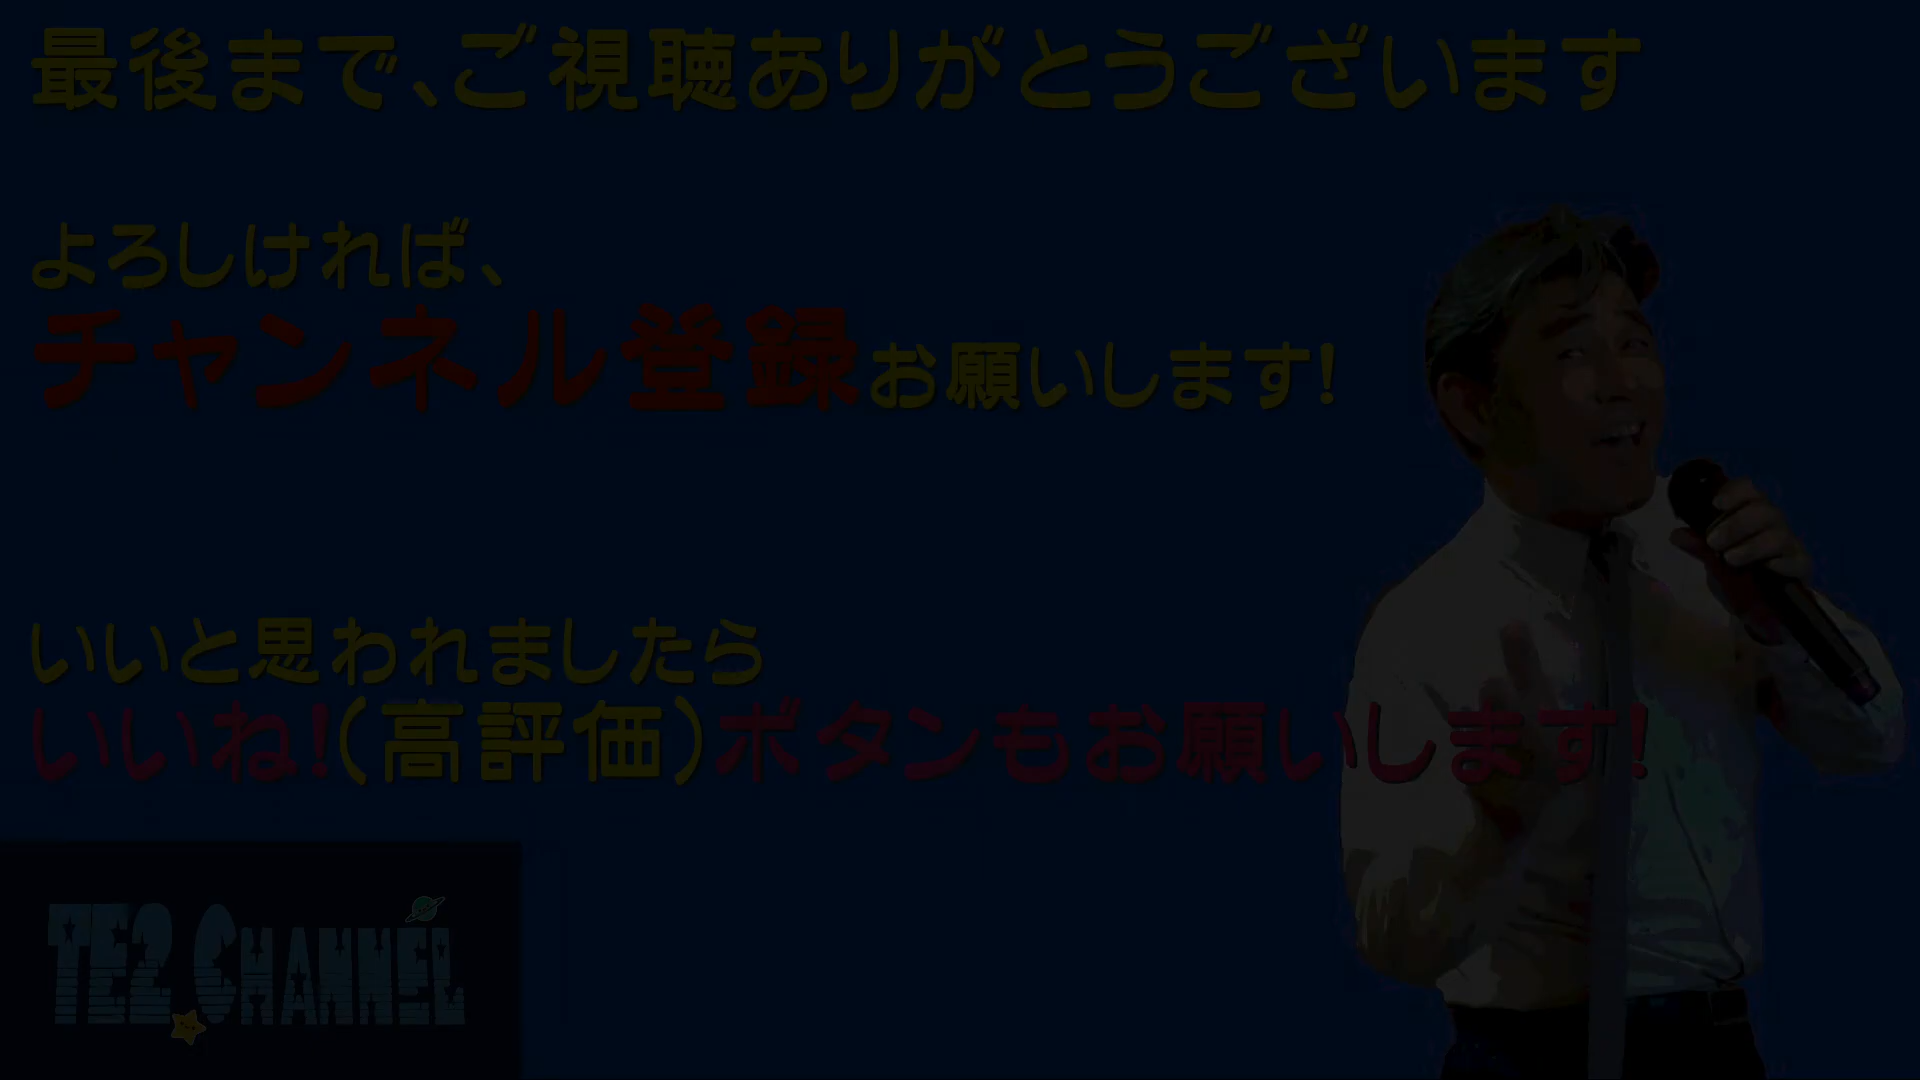 最後まで、ご視聴ありがとうございます
よろしければ、
チャンネル登録お願いします!
いいと思われましたら
いいね!(高評価)ボタンもお願いします!
TE2 CHANNEL